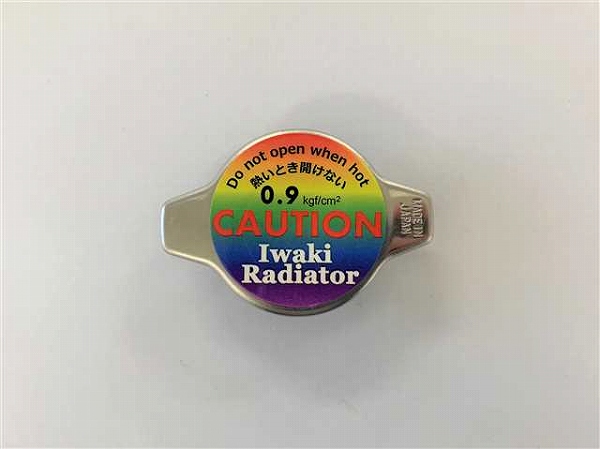 Do not open when hot
熱いとき開けない
0.9 kgf/cm²
CAUTION
Iwaki
Radiator
MADE IN
JAPAN